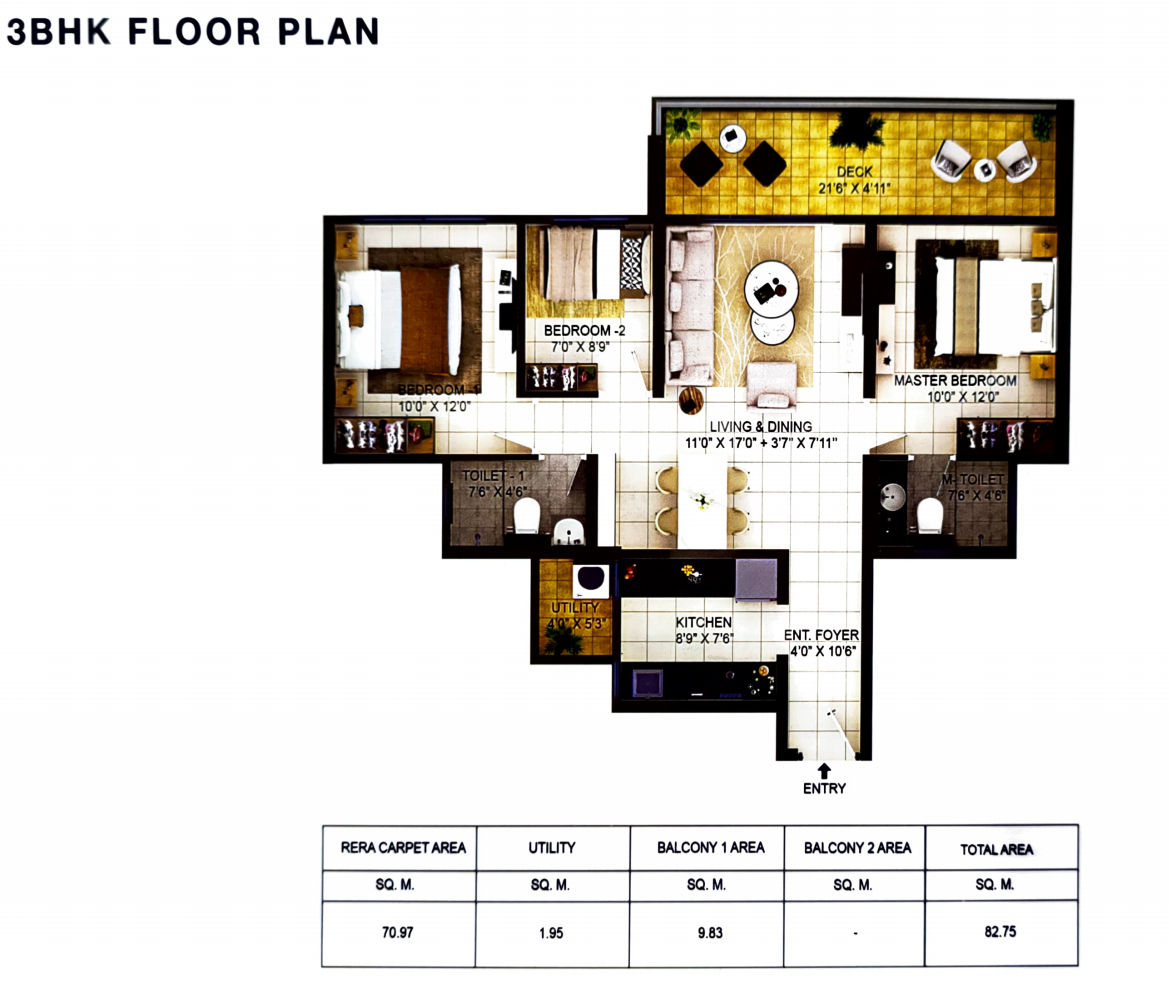 3BHK FLOOR PLAN
DECK
21'6" X 4'11"
BEDROOM -2
7'0" X 8'9"
BEDROOM -1
10'0" X 12'0"
MASTER BEDROOM
10'0" X 12'0"
LIVING & DINING
11'0" X 17'0" + 3'7" X 7'11"
TOILET - 1
7'6" X 4'6"
M-TOILET
7'6" X 4'6"
UTILITY
4'0" X 5'3"
KITCHEN
8'9" X 7'6"
ENT. FOYER
4'0" X 10'6"
ENTRY
RERA CARPET AREA UTILITY BALCONY 1 AREA BALCONY 2 AREA TOTAL AREA
SQ. M. SQ. M. SQ. M. SQ. M. SQ. M.
70.97 1.95 9.83 - 82.75